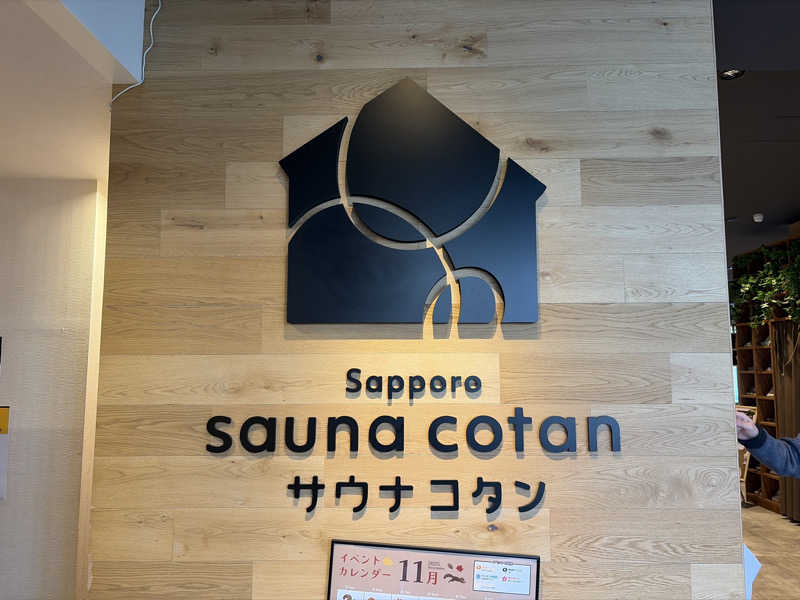 Sapporo
sauna cotan
サウナ コタン
イベント
カレンダー
11月